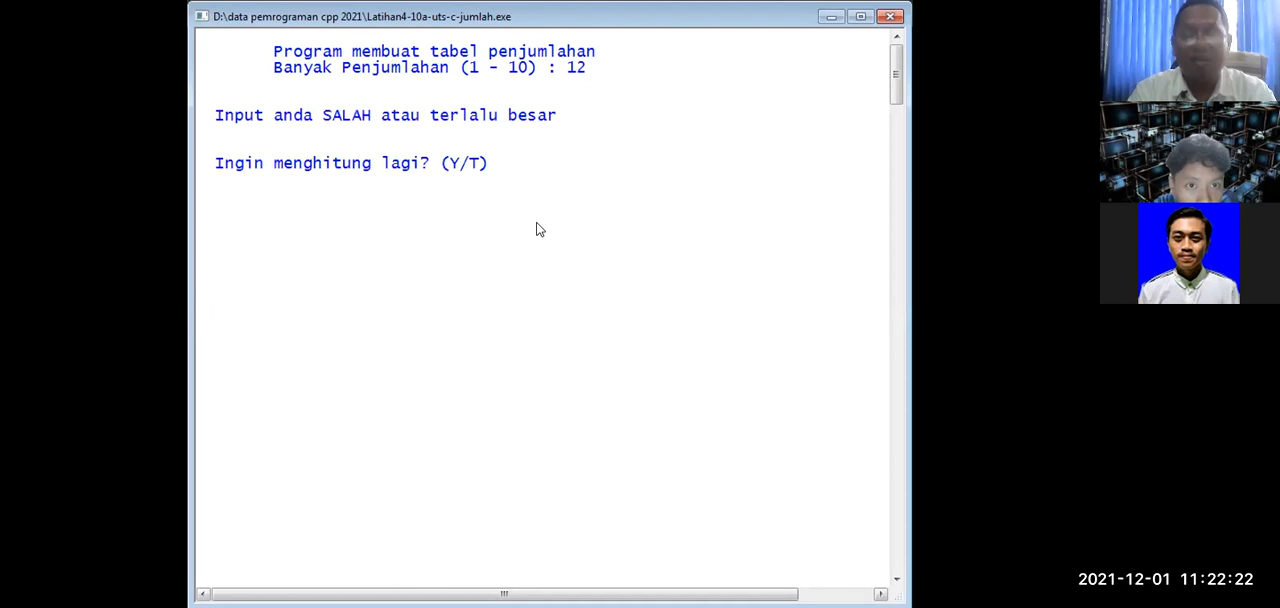 D:\data pemrograman cpp 2021\Latihan4-10a-uts-c-jumlah.exe
Program membuat tabel penjumlahan
Banyak Penjumlahan (1 - 10) : 12
Input anda SALAH atau terlalu besar
Ingin menghitung lagi? (Y/T)
2021-12-01 11:22:22